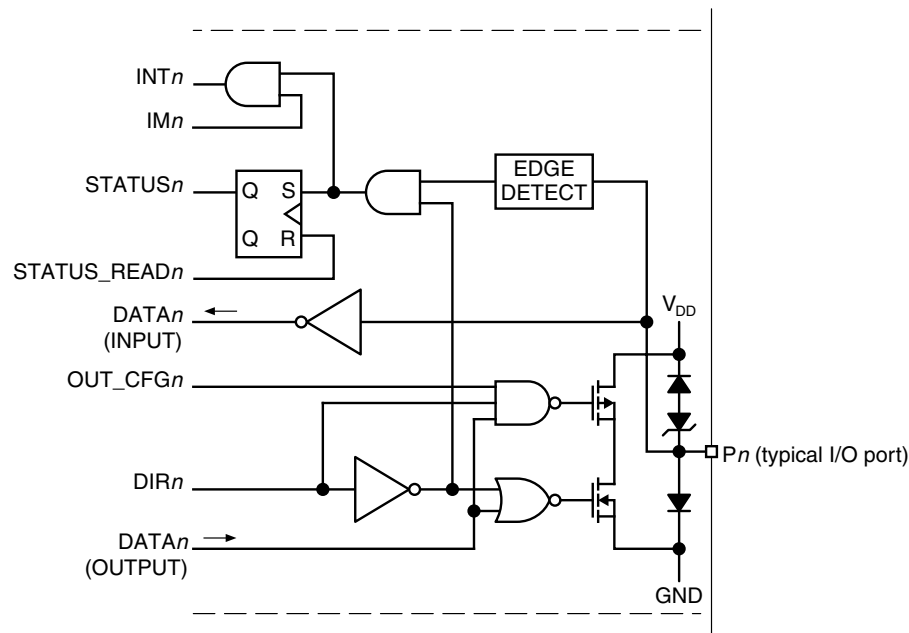 INTn
IMn
STATUSn
Q S
Q R
STATUS_READn
EDGE
DETECT
DATAn
(INPUT)
VDD
OUT_CFGn
Pn (typical I/O port)
DIRn
DATAn
(OUTPUT)
GND